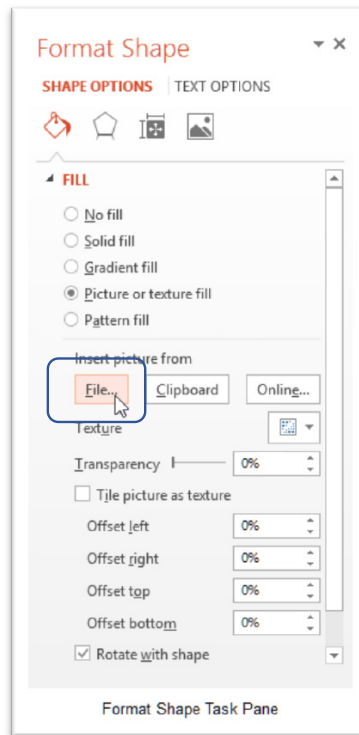 Format Shape
SHAPE OPTIONS TEXT OPTIONS
FILL
No fill
Solid fill
Gradient fill
Picture or texture fill
Pattern fill
Insert picture from
File... Clipboard Online...
Texture
Transparency 0%
Tile picture as texture
Offset left 0%
Offset right 0%
Offset top 0%
Offset bottom 0%
Rotate with shape
Format Shape Task Pane